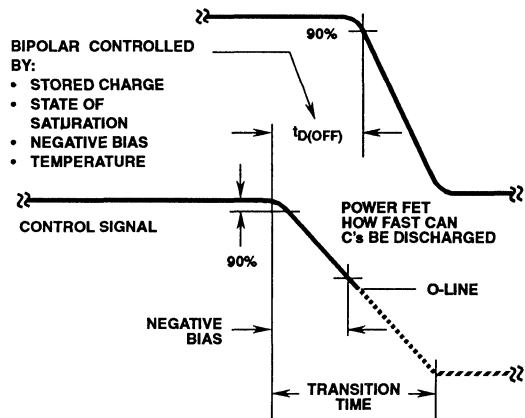 90%
BIPOLAR CONTROLLED
BY:
• STORED CHARGE
• STATE OF
SATURATION
• NEGATIVE BIAS
• TEMPERATURE
tD(OFF)
CONTROL SIGNAL
90%
POWER FET
HOW FAST CAN
C's BE DISCHARGED
O-LINE
NEGATIVE
BIAS
TRANSITION
TIME